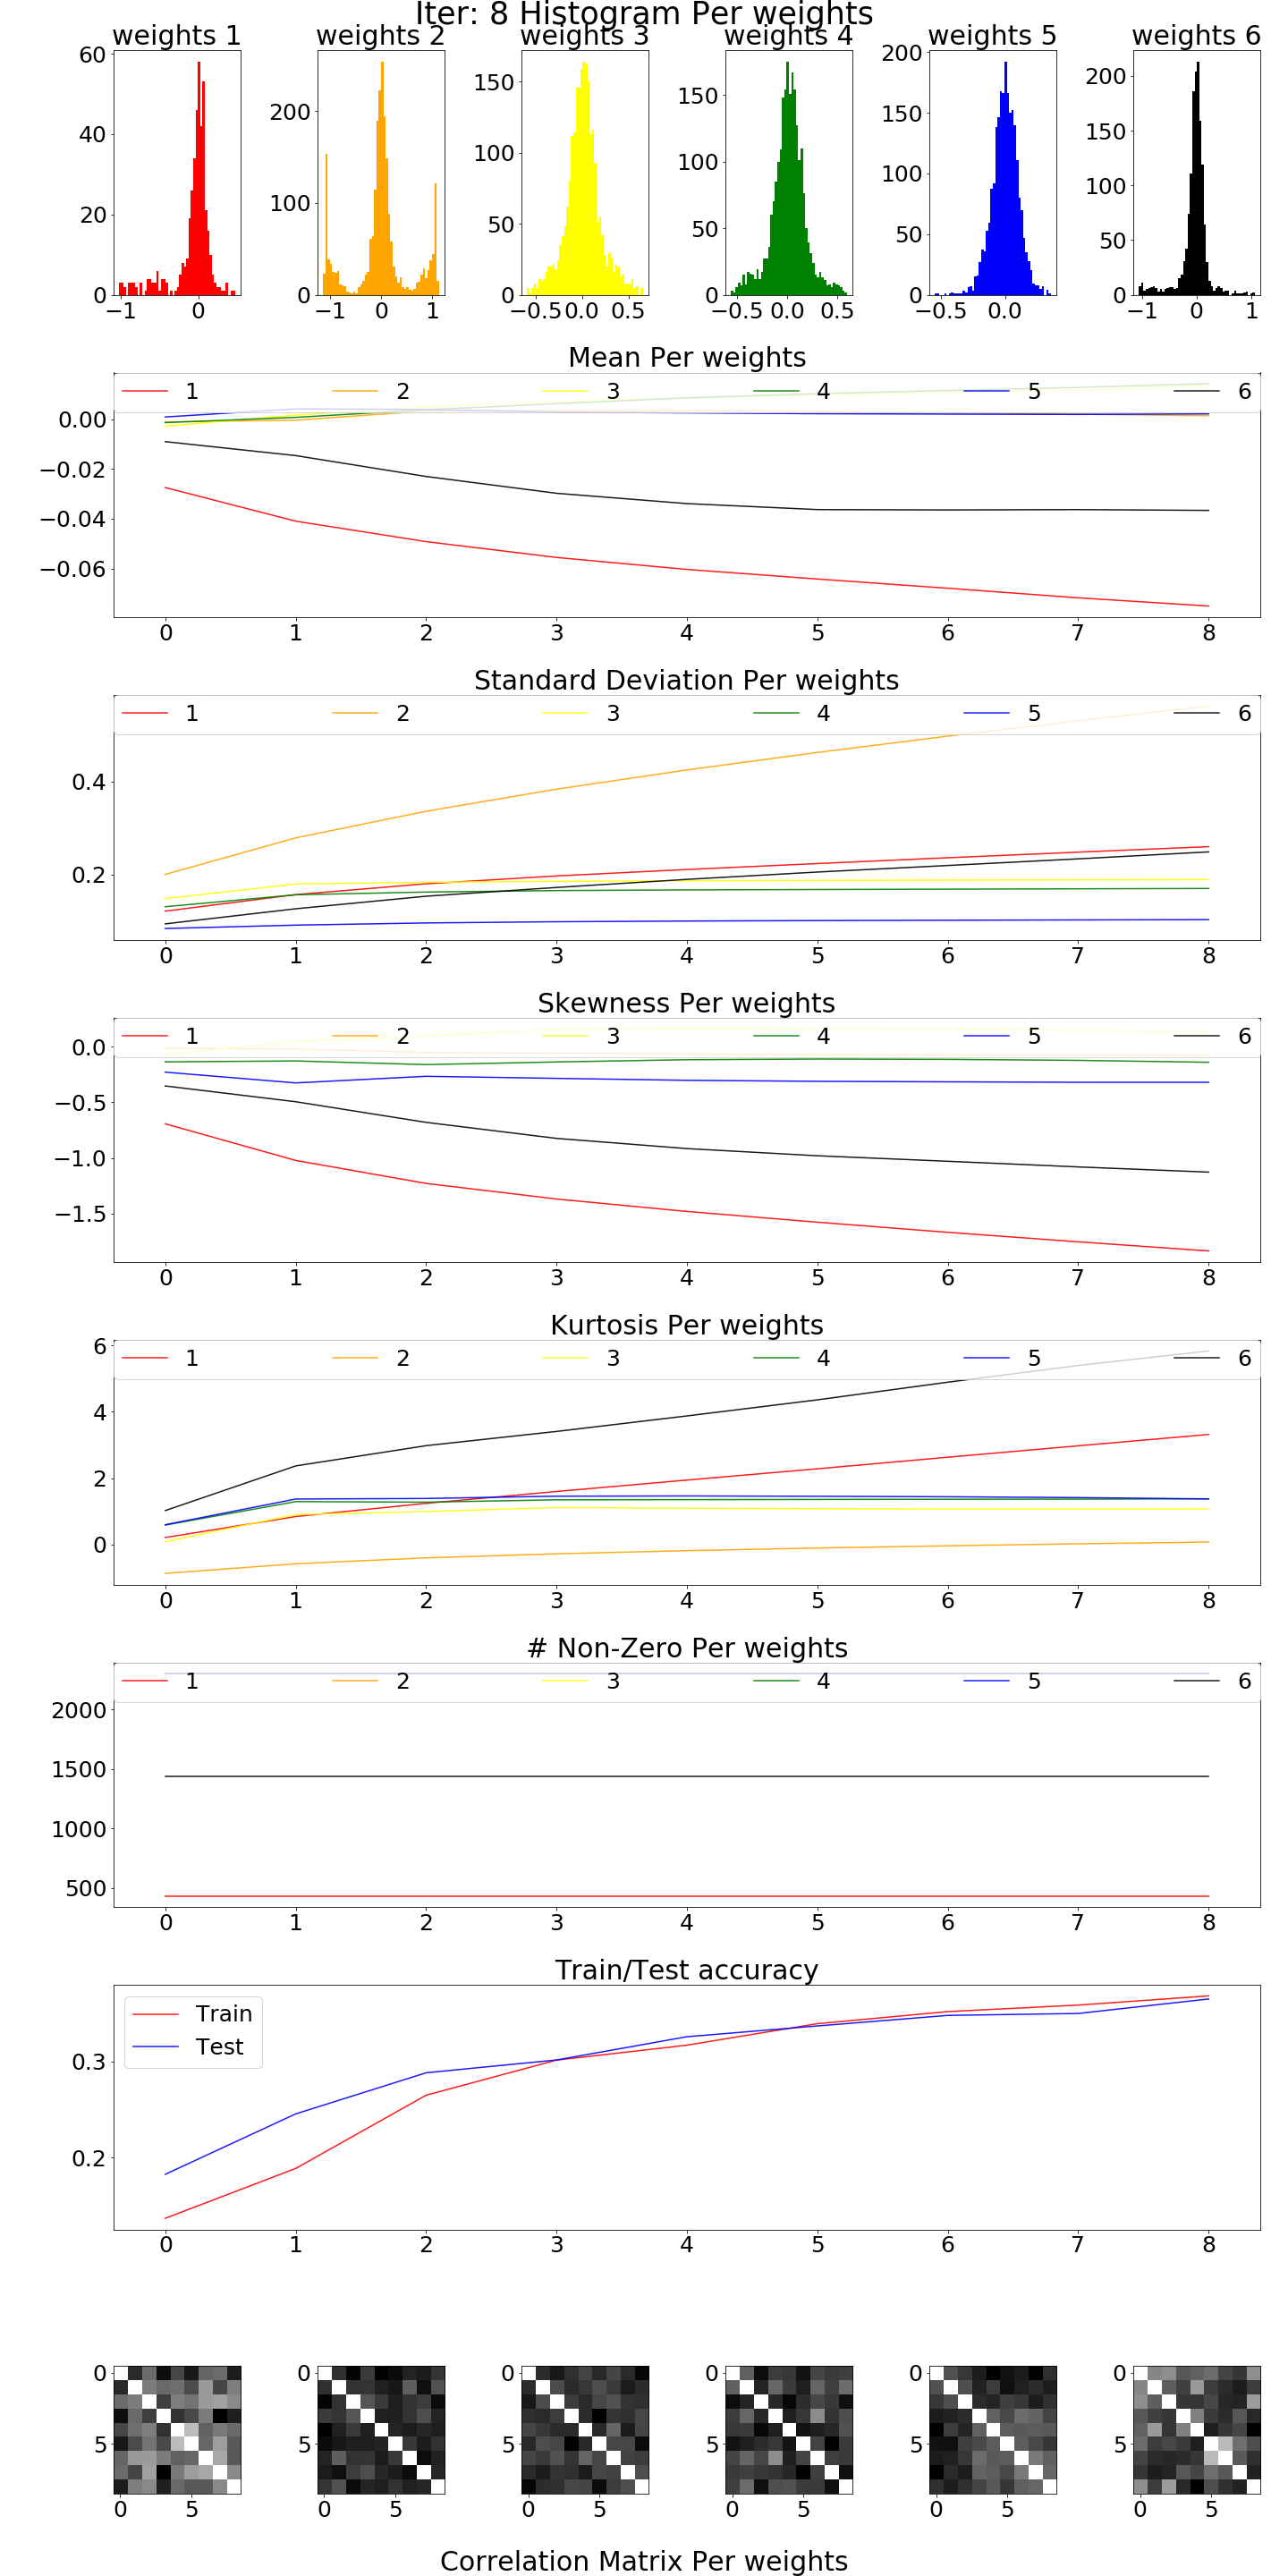 Iter: 8 Histogram Per weights
weights 1 weights 2 weights 3 weights 4 weights 5 weights 6
60
40
20
0
−1 0
200
100
0
−1 0 1
150
100
50
0
−0.5 0.0 0.5
150
100
50
0
−0.5 0.0 0.5
200
150
100
50
0
−0.5 0.0
200
150
100
50
0
−1 0 1
Mean Per weights
1 2 3 4 5 6
0.00
−0.02
−0.04
−0.06
0 1 2 3 4 5 6 7 8
Standard Deviation Per weights
1 2 3 4 5 6
0.4
0.2
0 1 2 3 4 5 6 7 8
Skewness Per weights
1 2 3 4 5 6
0.0
−0.5
−1.0
−1.5
0 1 2 3 4 5 6 7 8
Kurtosis Per weights
1 2 3 4 5 6
6
4
2
0
0 1 2 3 4 5 6 7 8
# Non-Zero Per weights
1 2 3 4 5 6
2000
1500
1000
500
0 1 2 3 4 5 6 7 8
Train/Test accuracy
Train
Test
0.3
0.2
0 1 2 3 4 5 6 7 8
0 0 0 0 0 0
5 5 5 5 5 5
0 5 0 5 0 5 0 5 0 5 0 5
Correlation Matrix Per weights